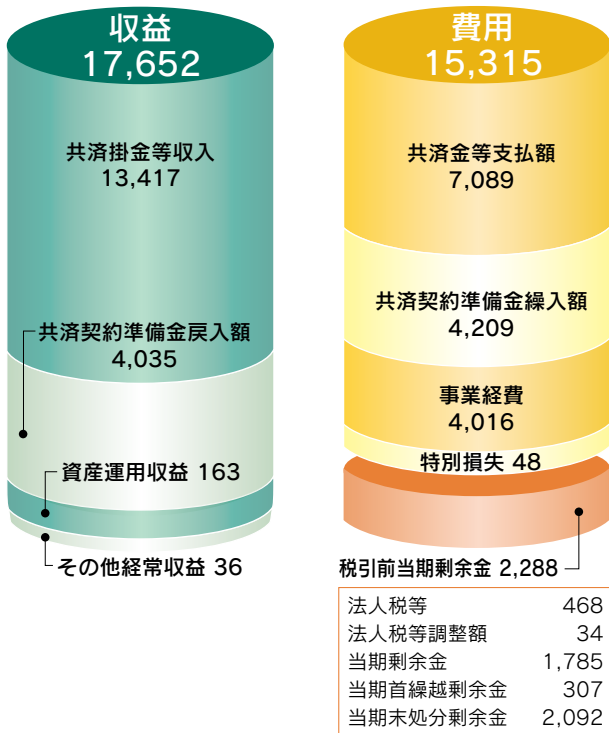 収益
17,652
共済掛金等収入
13,417
共済契約準備金戻入額
4,035
資産運用収益 163
その他経常収益 36
費用
15,315
共済金等支払額
7,089
共済契約準備金繰入額
4,209
事業経費
4,016
特別損失 48
税引前当期剰余金 2,288
法人税等 468
法人税等調整額 34
当期剰余金 1,785
当期首繰越剰余金 307
当期末処分剰余金 2,092